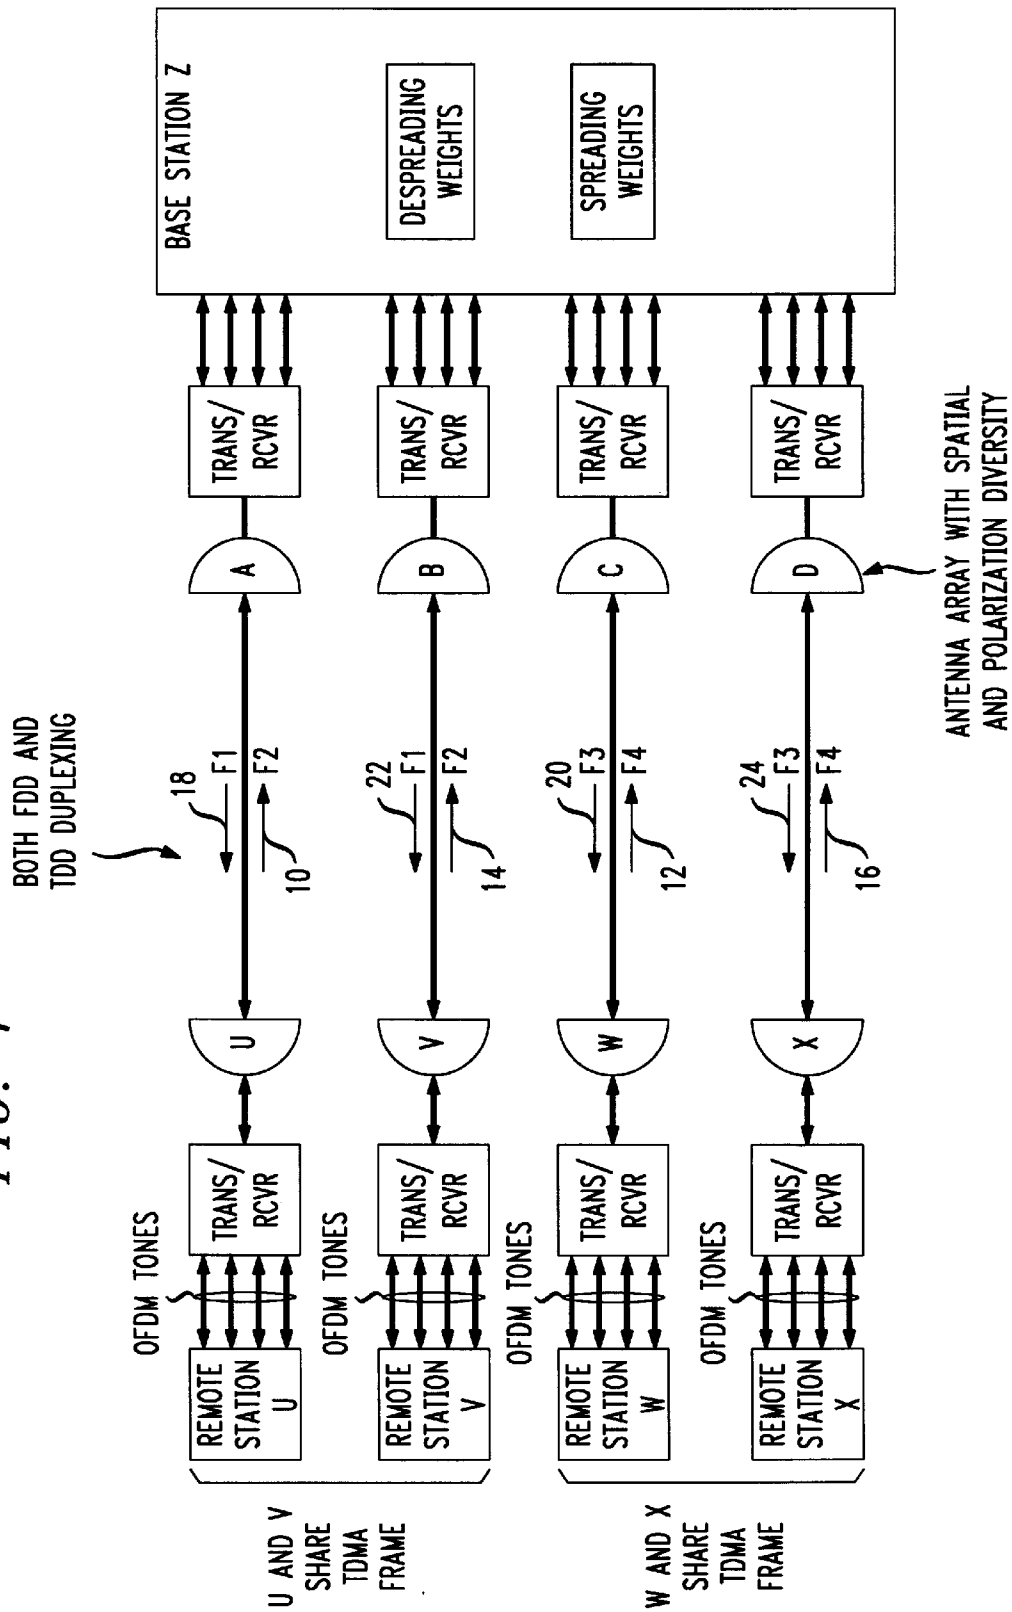 BOTH FDD AND
TDD DUPLEXING
U AND V
SHARE
TDMA
FRAME
REMOTE
STATION
U
OFDM TONES
TRANS/
RCVR
U
18
F1
10
F2
A
TRANS/
RCVR
REMOTE
STATION
V
OFDM TONES
TRANS/
RCVR
V
22
F1
14
F2
B
TRANS/
RCVR
W AND X
SHARE
TDMA
FRAME
REMOTE
STATION
W
OFDM TONES
TRANS/
RCVR
W
20
F3
12
F4
C
TRANS/
RCVR
REMOTE
STATION
X
OFDM TONES
TRANS/
RCVR
X
24
F3
16
F4
D
TRANS/
RCVR
BASE STATION Z
DESPREADING
WEIGHTS
SPREADING
WEIGHTS
ANTENNA ARRAY WITH SPATIAL
AND POLARIZATION DIVERSITY